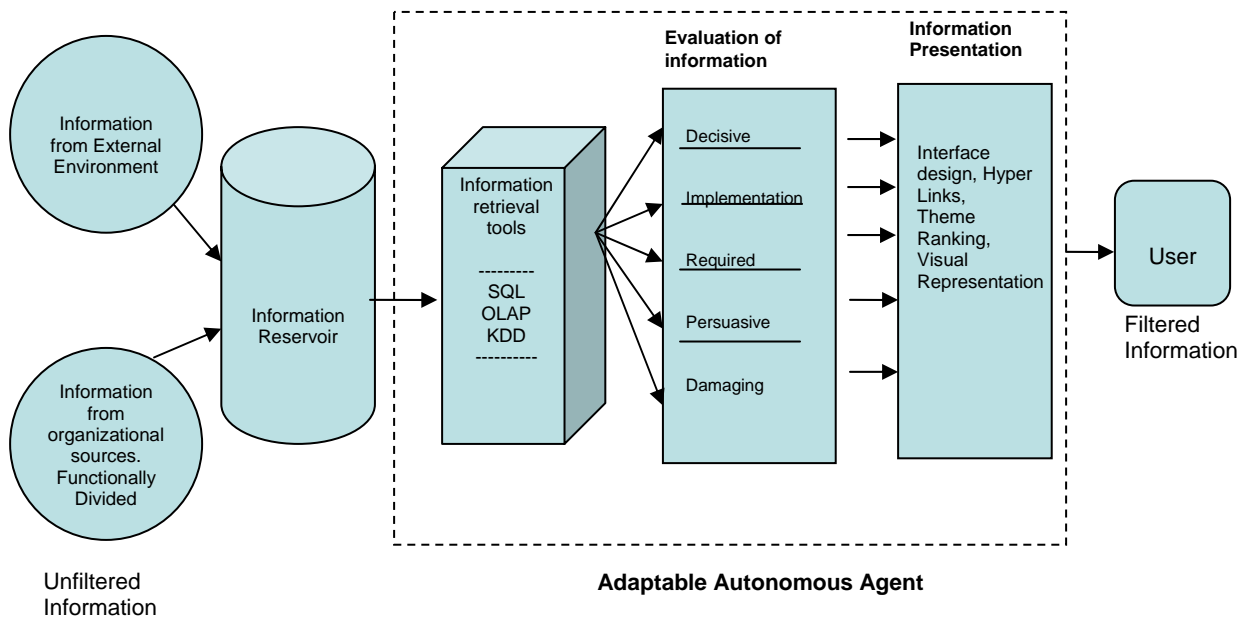 Information
from External
Environment
Information
from
organizational
sources.
Functionally
Divided
Unfiltered
Information
Information
Reservoir
Information
retrieval
tools
---------
SQL
OLAP
KDD
----------
Evaluation of
information
Decisive
Implementation
Required
Persuasive
Damaging
Information
Presentation
Interface
design, Hyper
Links,
Theme
Ranking,
Visual
Representation
Adaptable Autonomous Agent
User
Filtered
Information